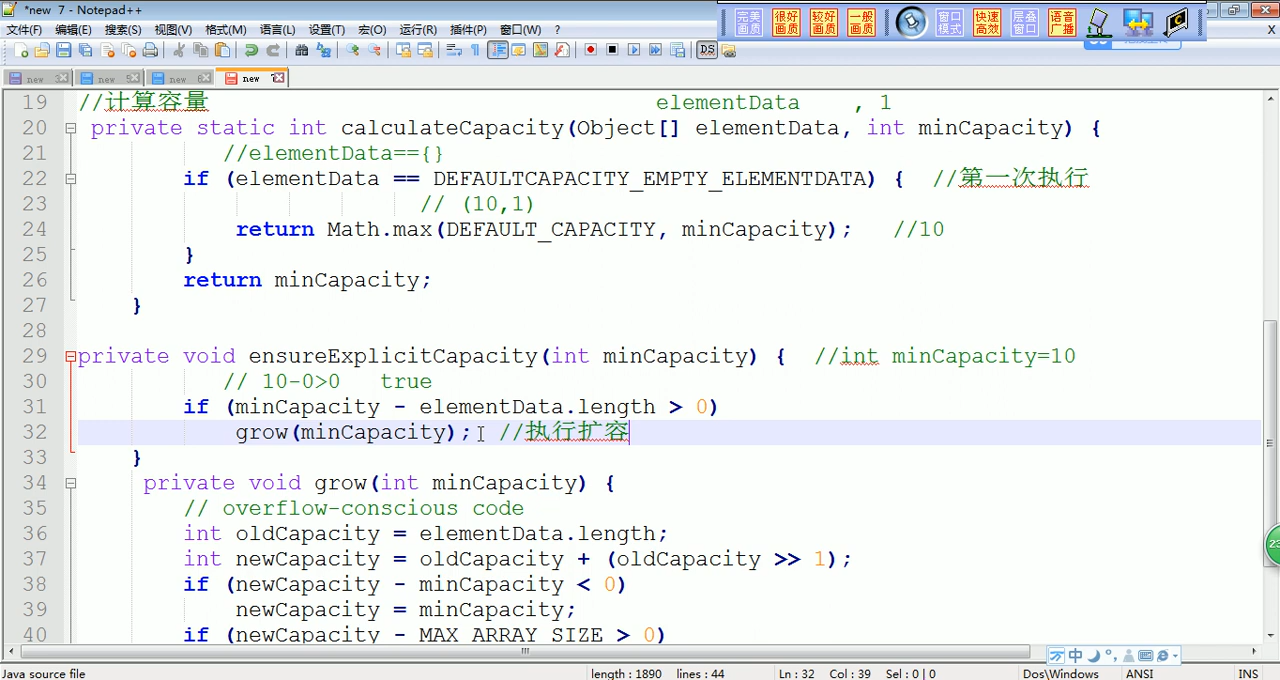 *new  7 - Notepad++
完美画质 很好画质 较好画质 一般画质 窗口模式 快速高效 层叠窗口 语音广播
文件(F) 编辑(E) 搜索(S) 视图(V) 格式(M) 语言(L) 设置(T) 宏(O) 运行(R) 插件(P) 窗口(W) ? X
new new 5 new 6 new 7
19 //计算容量 elementData , 1
20 private static int calculateCapacity(Object[] elementData, int minCapacity) {
21 //elementData=={}
22 if (elementData == DEFAULTCAPACITY_EMPTY_ELEMENTDATA) { //第一次执行
23 // (10,1)
24 return Math.max(DEFAULT_CAPACITY, minCapacity); //10
25 }
26 return minCapacity;
27 }
28
29 private void ensureExplicitCapacity(int minCapacity) { //int minCapacity=10
30 // 10-0>0 true
31 if (minCapacity - elementData.length > 0)
32 grow(minCapacity); //执行扩容
33 }
34 private void grow(int minCapacity) {
35 // overflow-conscious code
36 int oldCapacity = elementData.length;
37 int newCapacity = oldCapacity + (oldCapacity >> 1);
38 if (newCapacity - minCapacity < 0)
39 newCapacity = minCapacity;
40 if (newCapacity - MAX_ARRAY_SIZE > 0)
中
Java source file length : 1890 lines : 44 Ln : 32 Col : 39 Sel : 0 | 0 Dos\Windows ANSI INS